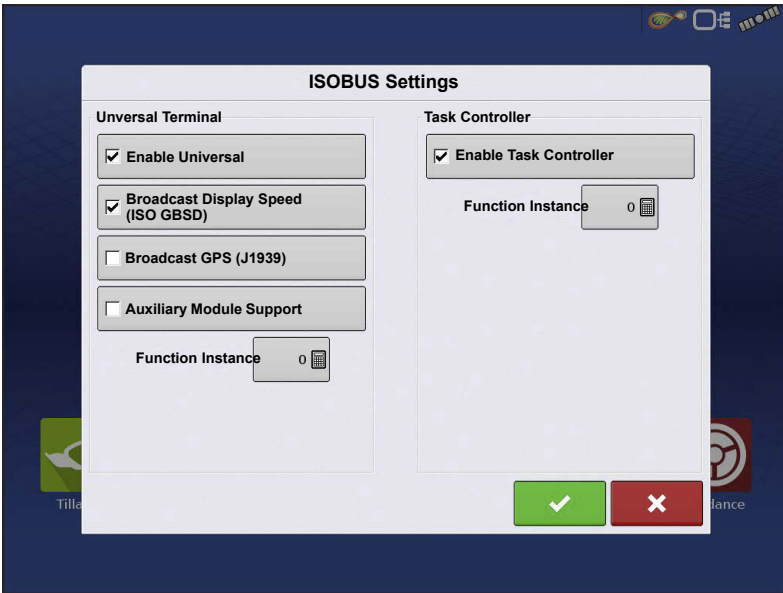 ISOBUS Settings
Unversal Terminal
Enable Universal
Broadcast Display Speed
(ISO GBSD)
Broadcast GPS (J1939)
Auxiliary Module Support
Function Instance 0
Task Controller
Enable Task Controller
Function Instance 0
Tilla
dance